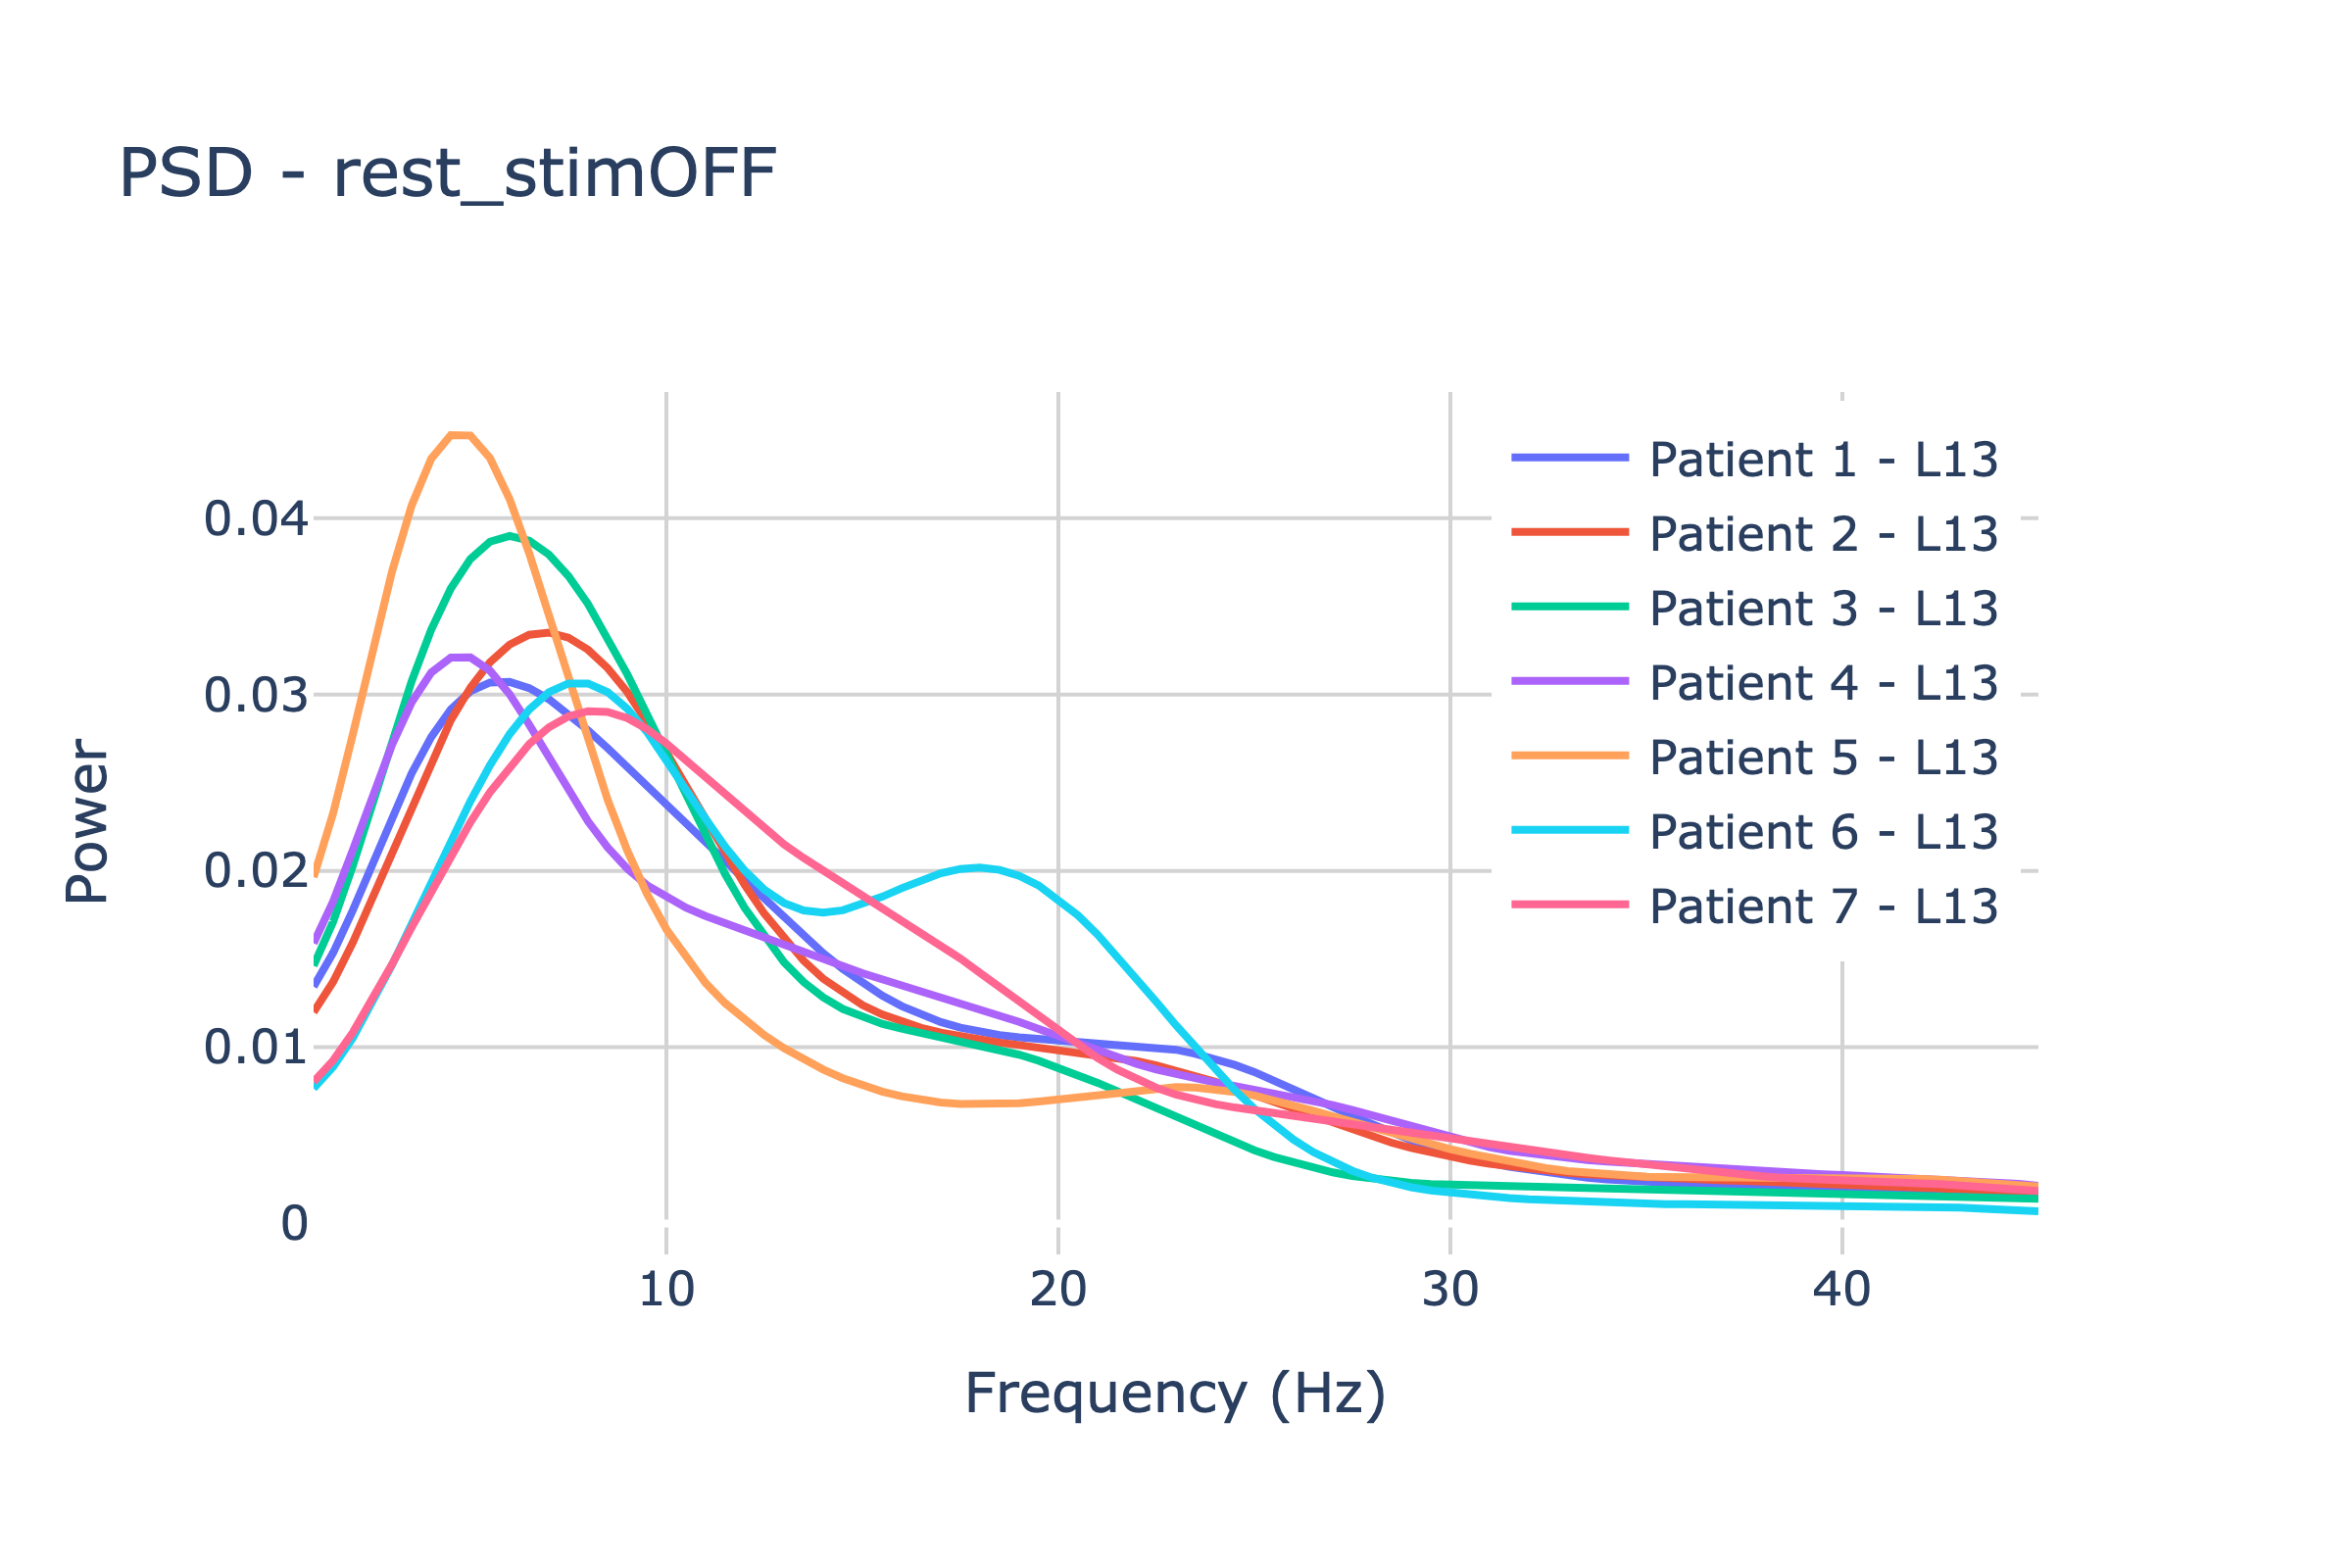 PSD - rest_stimOFF
Patient 1 - L13
Patient 2 - L13
Patient 3 - L13
Patient 4 - L13
Patient 5 - L13
Patient 6 - L13
Patient 7 - L13
Power
0.04
0.03
0.02
0.01
0
10 20 30 40
Frequency (Hz)